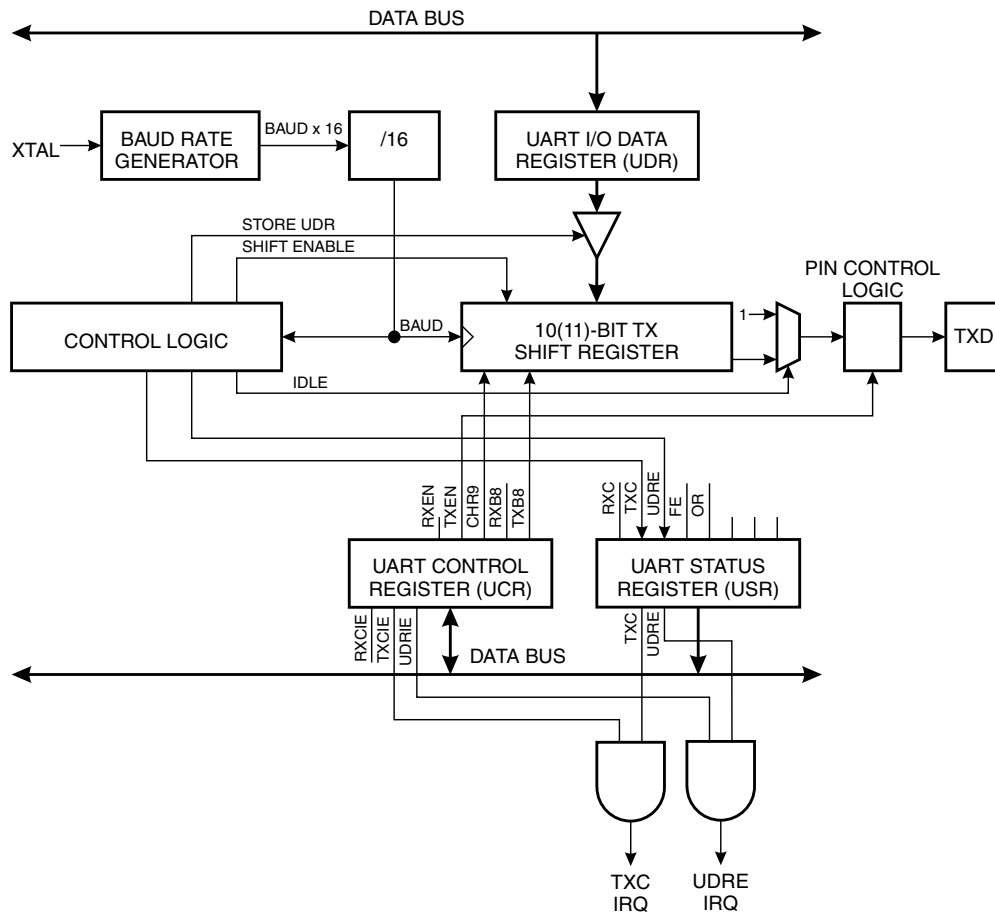 DATA BUS
XTAL
BAUD RATE
GENERATOR
BAUD x 16
/16
UART I/O DATA
REGISTER (UDR)
STORE UDR
SHIFT ENABLE
PIN CONTROL
LOGIC
CONTROL LOGIC
BAUD
10(11)-BIT TX
SHIFT REGISTER
1
TXD
IDLE
RXEN
TXEN
CHR9
RXB8
TXB8
RXC
TXC
UDRE
FE
OR
UART CONTROL
REGISTER (UCR)
UART STATUS
REGISTER (USR)
RXCIE
TXCIE
UDRIE
TXC
UDRE
DATA BUS
TXC
IRQ
UDRE
IRQ